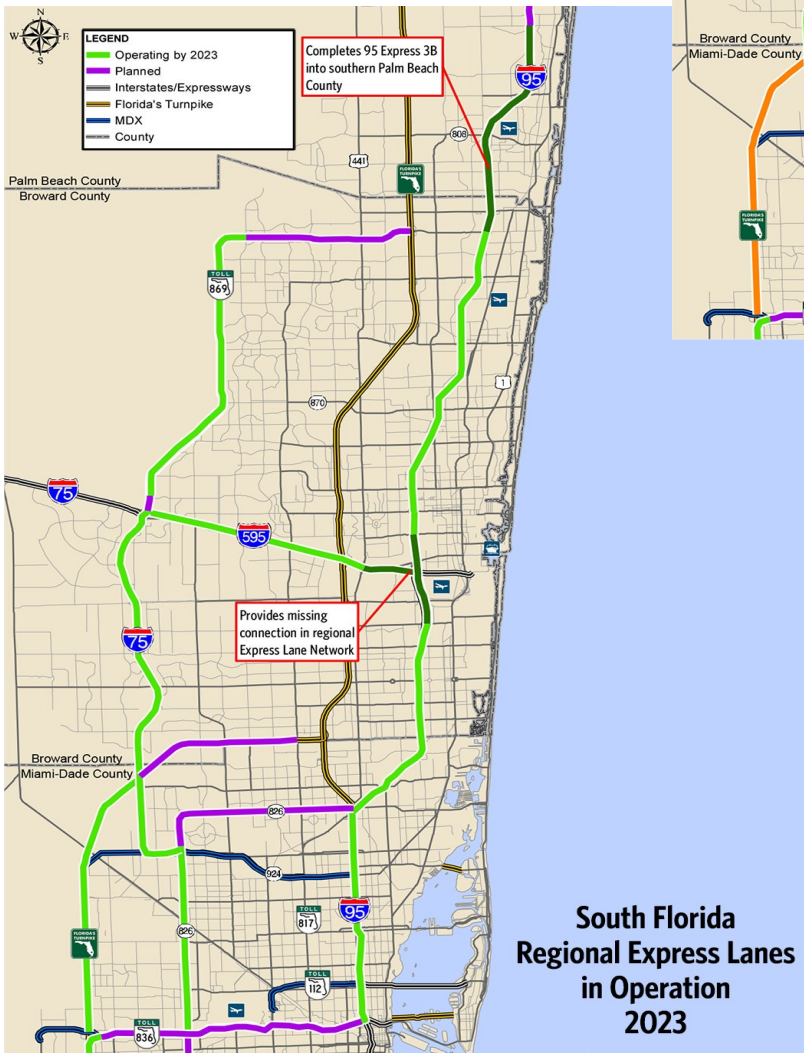 N
W
E
S
LEGEND
Operating by 2023
Planned
Interstates/Expressways
Florida's Turnpike
MDX
County
Completes 95 Express 3B
into southern Palm Beach
County
95
808
441
FLORIDA'S
TURNPIKE
Palm Beach County
Broward County
TOLL
869
1
870
75
595
Provides missing
connection in regional
Express Lane Network
75
Broward County
Miami-Dade County
826
924
95
TOLL
817
826
FLORIDA'S
TURNPIKE
TOLL
112
TOLL
836
Broward County
Miami-Dade County
FLORIDA'S
TURNPIKE
South Florida
Regional Express Lanes
in Operation
2023